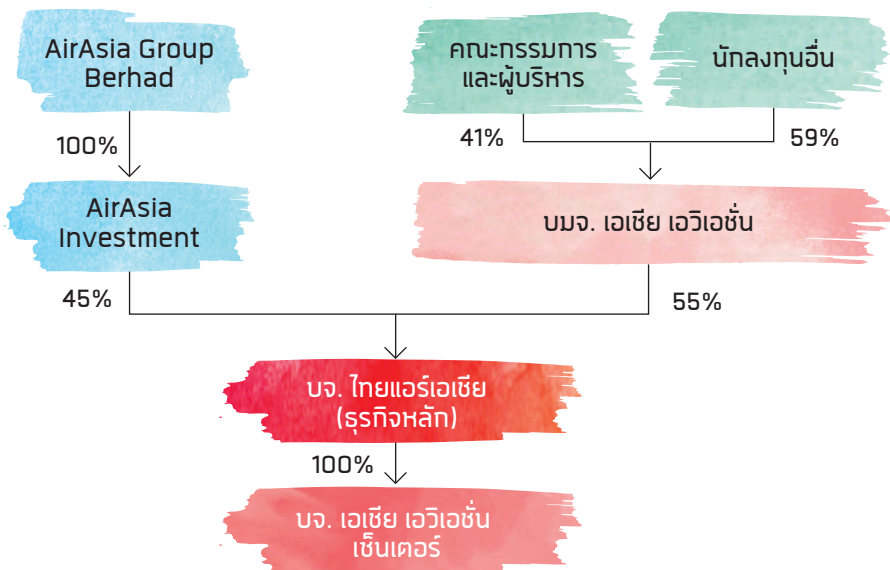 AirAsia Group
Berhad
คณะกรรมการ
และผู้บริหาร
นักลงทุนอื่น
100%
41%
59%
AirAsia
Investment
บมจ. เอเชีย เอวิเอชั่น
45%
55%
บจ. ไทยแอร์เอเชีย
(ธุรกิจหลัก)
100%
บจ. เอเชีย เอวิเอชั่น
เซ็นเตอร์